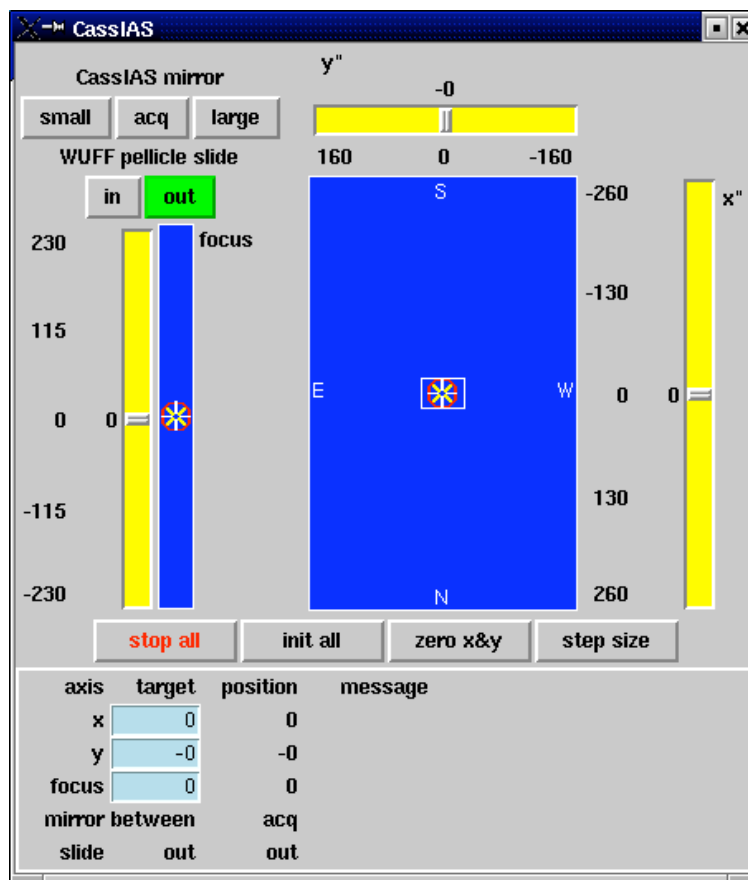 CassIAS
CassIAS mirror
small acq large
WUFF pellicle slide
in out
focus
230
115
0 0
-115
-230
y"
-0
160 0 -160
S
E W
N
-260
-130
0 0
130
260
x"
stop all init all zero x&y step size
axis target position message
x 0 0
y -0 -0
focus 0 0
mirror between acq
slide out out